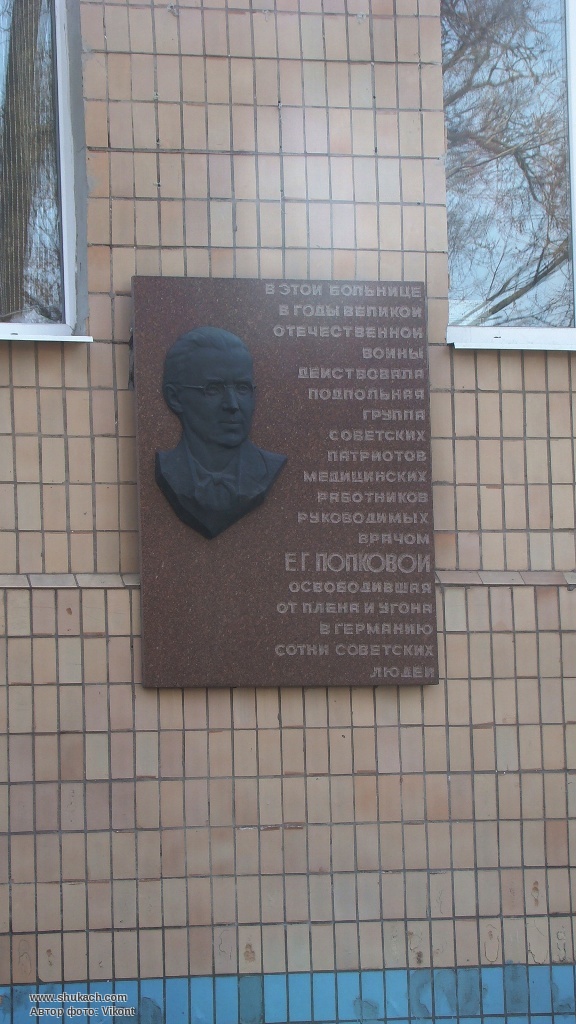 В ЭТОЙ БОЛЬНИЦЕ
В ГОДЫ ВЕЛИКОЙ
ОТЕЧЕСТВЕННОЙ
ВОЙНЫ
ДЕЙСТВОВАЛА
ПОДПОЛЬНАЯ
ГРУППА
СОВЕТСКИХ
ПАТРИОТОВ
МЕДИЦИНСКИХ
РАБОТНИКОВ
РУКОВОДИМЫХ
ВРАЧОМ
Е.Г. ПОПКОВОЙ
ОСВОБОДИВШАЯ
ОТ ПЛЕНА И УГОНА
В ГЕРМАНИЮ
СОТНИ СОВЕТСКИХ
ЛЮДЕЙ
www.shukach.com
Автор фото: Vikont